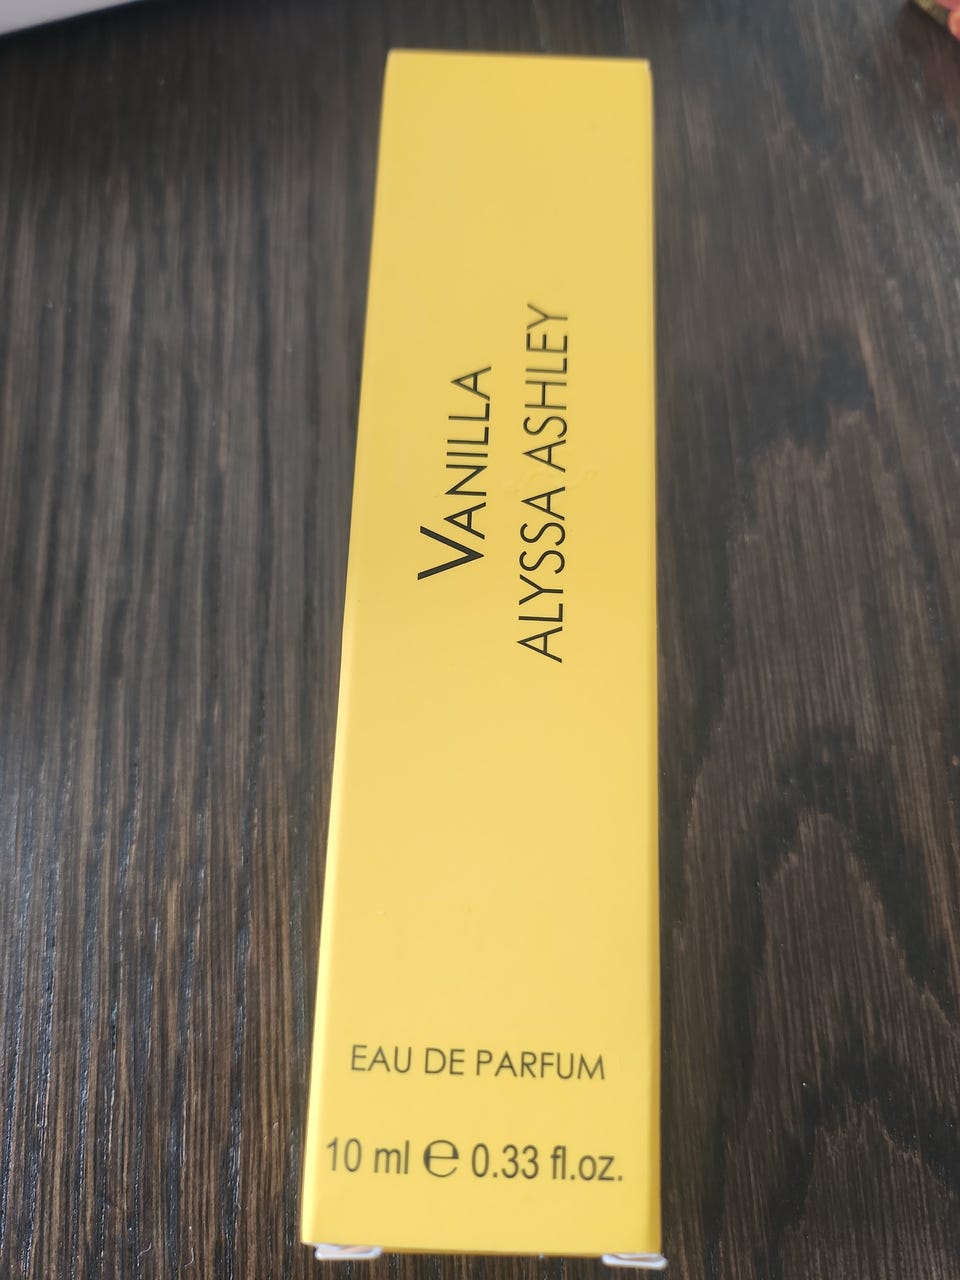 VANILLA
ALYSSA ASHLEY
EAU DE PARFUM
10 ml ℮ 0.33 fl.oz.